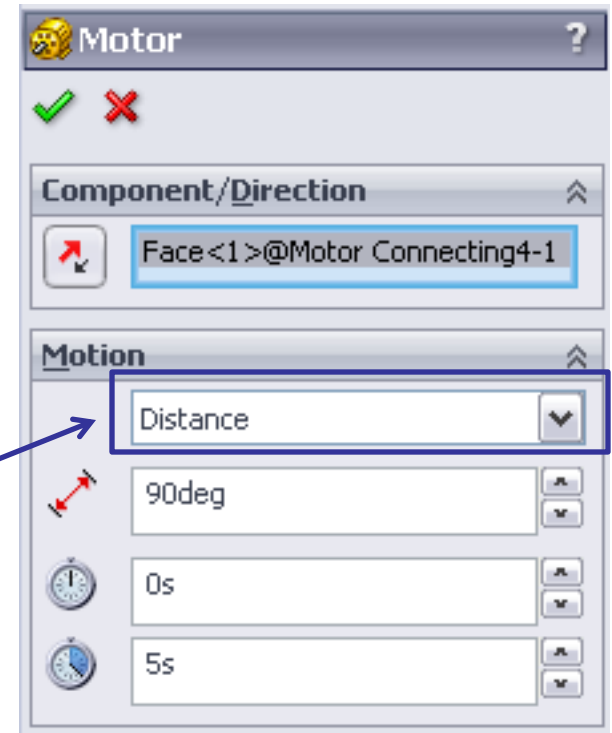 Motor ?
Component/Direction
Face<1>@Motor Connecting4-1
Motion
Distance
90deg
0s
5s